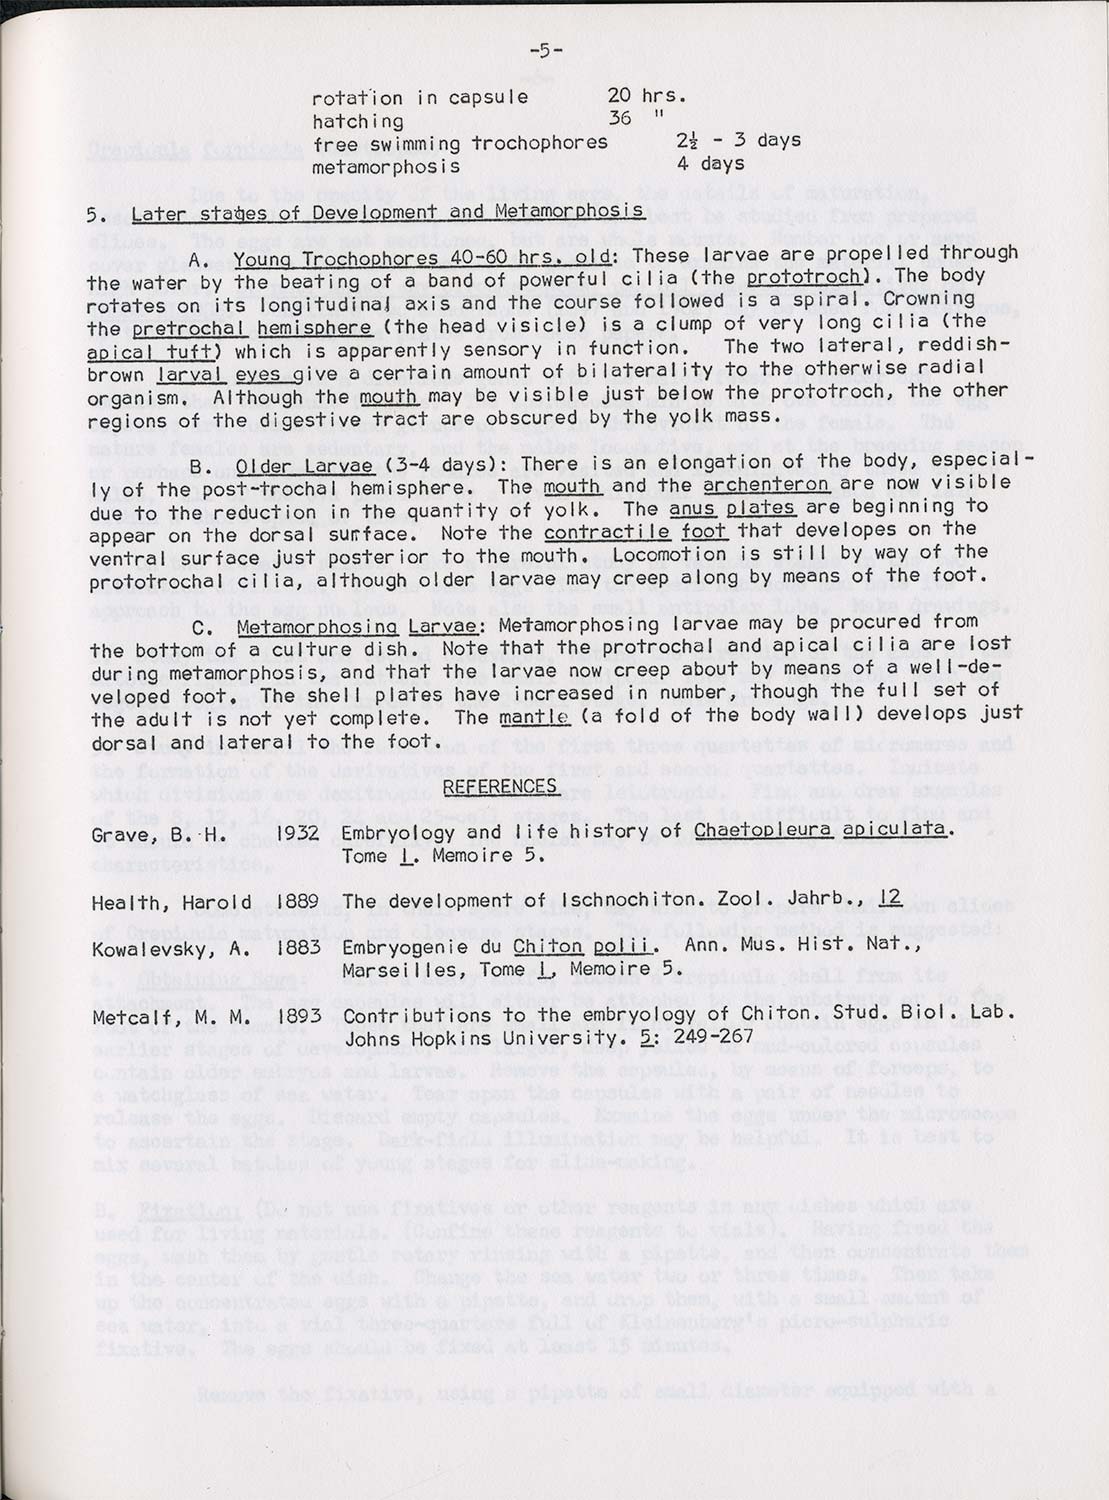 -5-
rotation in capsule 20 hrs.
hatching 36 "
free swimming trochophores 2½ - 3 days
metamorphosis 4 days
5. Later stages of Development and Metamorphosis
A. Young Trochophores 40-60 hrs. old: These larvae are propelled through
the water by the beating of a band of powerful cilia (the prototroch). The body
rotates on its longitudinal axis and the course followed is a spiral. Crowning
the pretrochal hemisphere (the head visicle) is a clump of very long cilia (the
apical tuft) which is apparently sensory in function. The two lateral, reddish-
brown larval eyes give a certain amount of bilaterality to the otherwise radial
organism. Although the mouth may be visible just below the prototroch, the other
regions of the digestive tract are obscured by the yolk mass.
B. Older Larvae (3-4 days): There is an elongation of the body, especial-
ly of the post-trochal hemisphere. The mouth and the archenteron are now visible
due to the reduction in the quantity of yolk. The anus plates are beginning to
appear on the dorsal surface. Note the contractile foot that developes on the
ventral surface just posterior to the mouth. Locomotion is still by way of the
prototrochal cilia, although older larvae may creep along by means of the foot.
C. Metamorphosing Larvae: Metamorphosing larvae may be procured from
the bottom of a culture dish. Note that the protrochal and apical cilia are lost
during metamorphosis, and that the larvae now creep about by means of a well-de-
veloped foot. The shell plates have increased in number, though the full set of
the adult is not yet complete. The mantle (a fold of the body wall) develops just
dorsal and lateral to the foot.
REFERENCES
Grave, B. H. 1932 Embryology and life history of Chaetopleura apiculata.
Tome 1. Memoire 5.
Health, Harold 1889 The development of Ischnochiton. Zool. Jahrb., 12
Kowalevsky, A. 1883 Embryogenie du Chiton polii. Ann. Mus. Hist. Nat.,
Marseilles, Tome 1, Memoire 5.
Metcalf, M. M. 1893 Contributions to the embryology of Chiton. Stud. Biol. Lab.
Johns Hopkins University. 5: 249-267